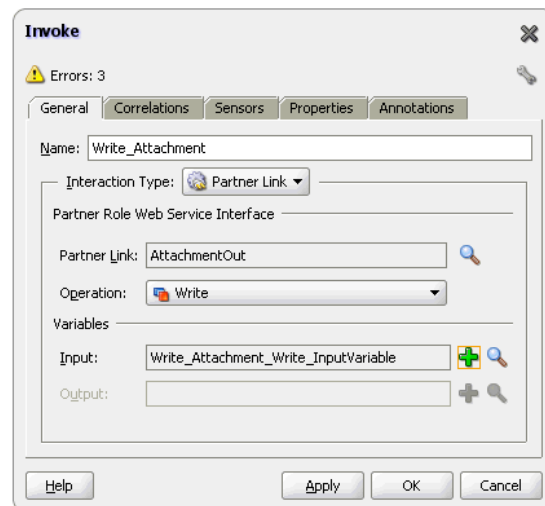 Invoke
Errors: 3
General Correlations Sensors Properties Annotations
Name: Write_Attachment
Interaction Type: Partner Link
Partner Role Web Service Interface
Partner Link: AttachmentOut
Operation: Write
Variables
Input: Write_Attachment_Write_InputVariable
Output:
Help Apply OK Cancel